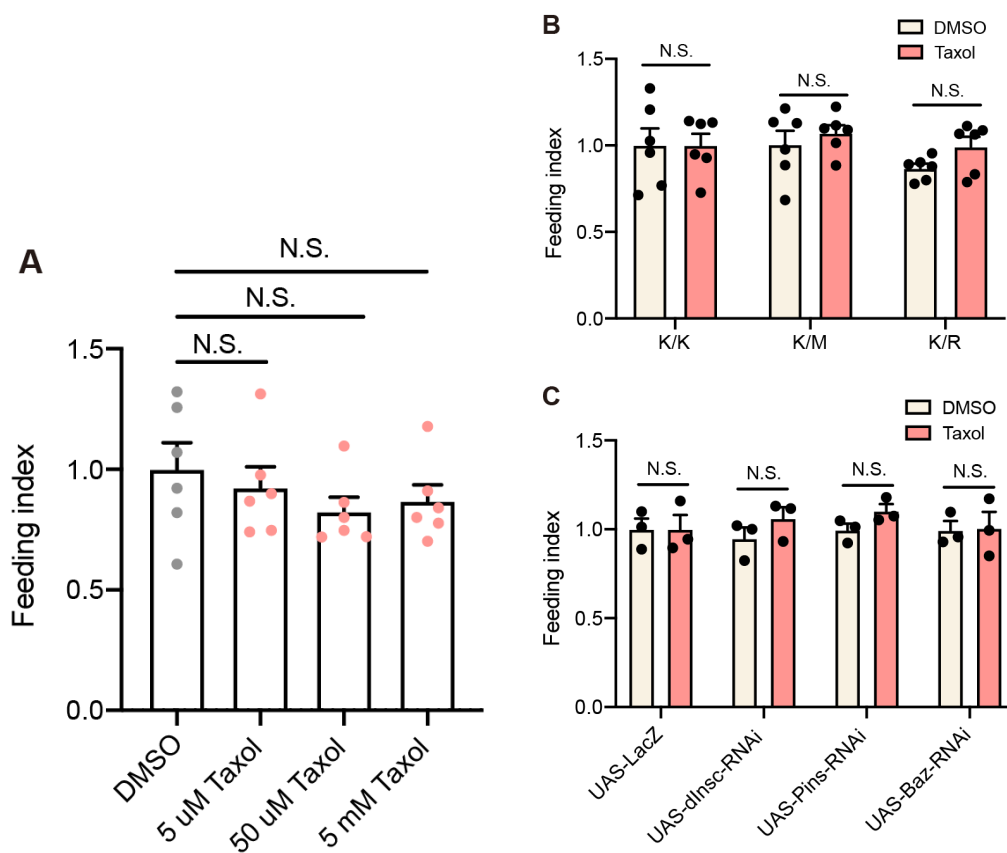 A
N.S.
N.S.
N.S.
Feeding index
1.5
1.0
0.5
0.0
DMSO
5 uM Taxol
50 uM Taxol
5 mM Taxol
B
DMSO
Taxol
N.S.
N.S.
N.S.
Feeding index
1.5
1.0
0.5
0.0
K/K
K/M
K/R
C
DMSO
Taxol
N.S.
N.S.
N.S.
N.S.
Feeding index
1.5
1.0
0.5
0.0
UAS-LacZ
UAS-dInsc-RNAi
UAS-Pins-RNAi
UAS-Baz-RNAi